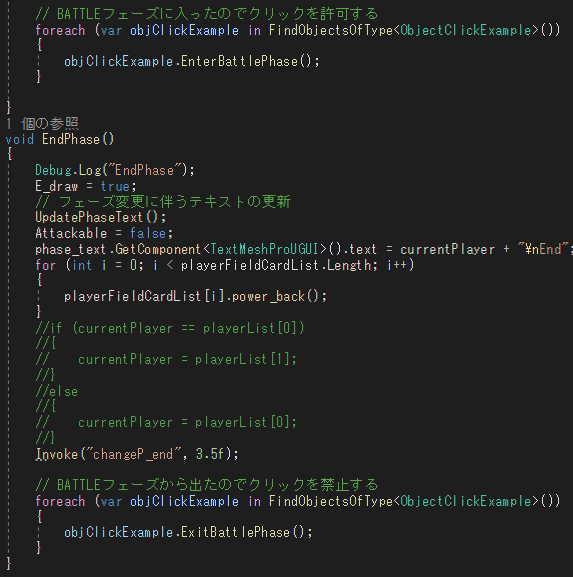 // BATTLEフェーズに入ったのでクリックを許可する
foreach (var objClickExample in FindObjectsOfType<ObjectClickExample>())
{
objClickExample.EnterBattlePhase();
}
}
1 個の参照
void EndPhase()
{
Debug.Log("EndPhase");
E_draw = true;
// フェーズ変更に伴うテキストの更新
UpdatePhaseText();
Attackable = false;
phase_text.GetComponent<TextMeshProUGUI>().text = currentPlayer + "¥nEnd";
for (int i = 0; i < playerFieldCardList.Length; i++)
{
playerFieldCardList[i].power_back();
}
//if (currentPlayer == playerList[0])
//{
//    currentPlayer = playerList[1];
//}
//else
//{
//    currentPlayer = playerList[0];
//}
Invoke("changeP_end", 3.5f);
// BATTLEフェーズから出たのでクリックを禁止する
foreach (var objClickExample in FindObjectsOfType<ObjectClickExample>())
{
objClickExample.ExitBattlePhase();
}
}